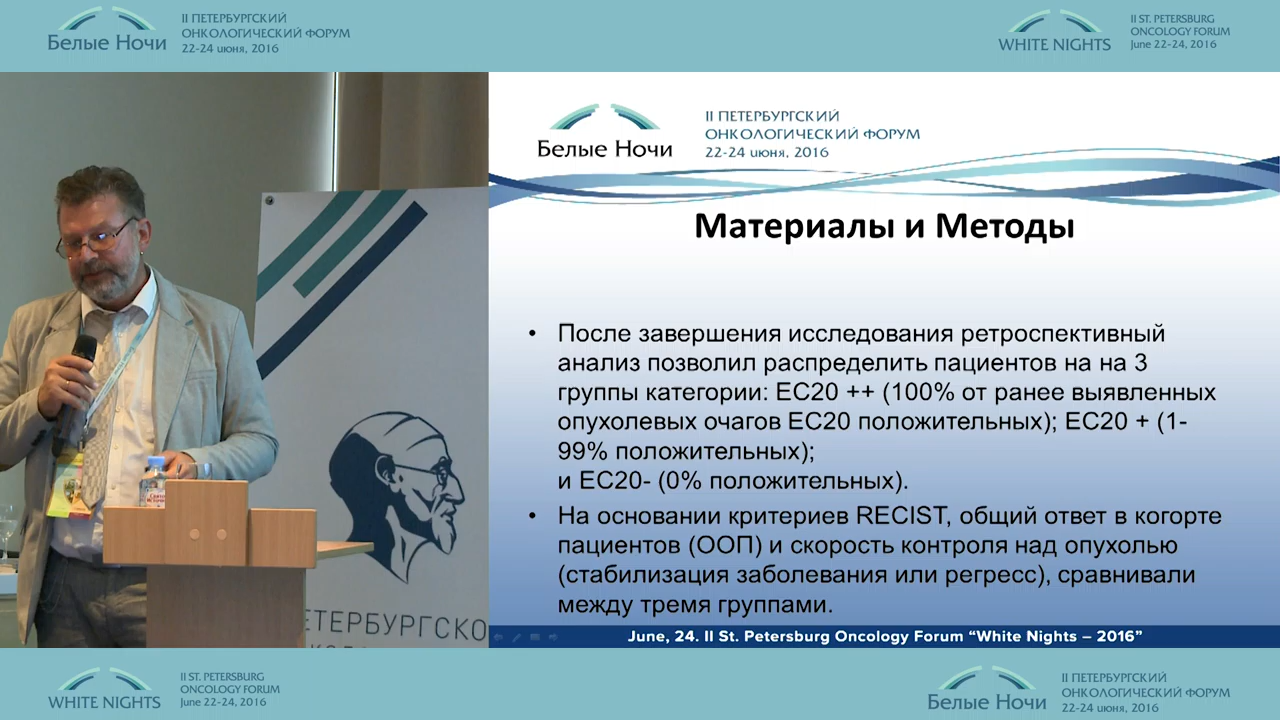 Белые Ночи
II ПЕТЕРБУРГСКИЙ
ОНКОЛОГИЧЕСКИЙ ФОРУМ
22-24 июня, 2016
WHITE NIGHTS
II ST. PETERSBURG
ONCOLOGY FORUM
June 22-24, 2016
Белые Ночи
II ПЕТЕРБУРГСКИЙ
ОНКОЛОГИЧЕСКИЙ ФОРУМ
22-24 июня, 2016
Материалы и Методы
• После завершения исследования ретроспективный
анализ позволил распределить пациентов на на 3
группы категории: EC20 ++ (100% от ранее выявленных
опухолевых очагов EC20 положительных); EC20 + (1-
99% положительных);
и EC20- (0% положительных).
• На основании критериев RECIST, общий ответ в когорте
пациентов (ООП) и скорость контроля над опухолью
(стабилизация заболевания или регресс), сравнивали
между тремя группами.
ЕТЕРБУРГСКО
June, 24. II St. Petersburg Oncology Forum “White Nights – 2016”
WHITE NIGHTS
II ST. PETERSBURG
ONCOLOGY FORUM
June 22-24, 2016
Белые Ночи
II ПЕТЕРБУРГСКИЙ
ОНКОЛОГИЧЕСКИЙ ФОРУМ
22-24 июня, 2016